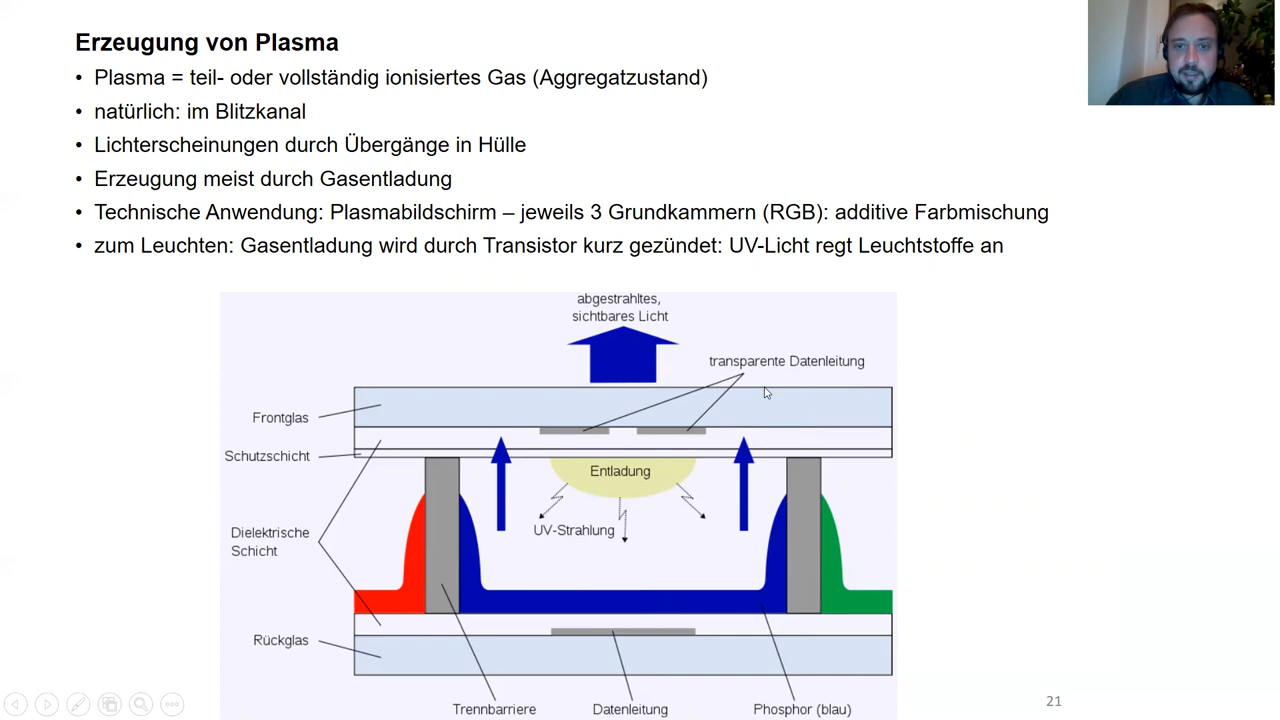 Erzeugung von Plasma
• Plasma = teil- oder vollständig ionisiertes Gas (Aggregatzustand)
• natürlich: im Blitzkanal
• Lichterscheinungen durch Übergänge in Hülle
• Erzeugung meist durch Gasentladung
• Technische Anwendung: Plasmabildschirm – jeweils 3 Grundkammern (RGB): additive Farbmischung
• zum Leuchten: Gasentladung wird durch Transistor kurz gezündet: UV-Licht regt Leuchtstoffe an
abgestrahltes,
sichtbares Licht
transparente Datenleitung
Frontglas
Schutzschicht
Entladung
UV-Strahlung
Dielektrische
Schicht
Rückglas
Trennbarriere
Datenleitung
Phosphor (blau)
21